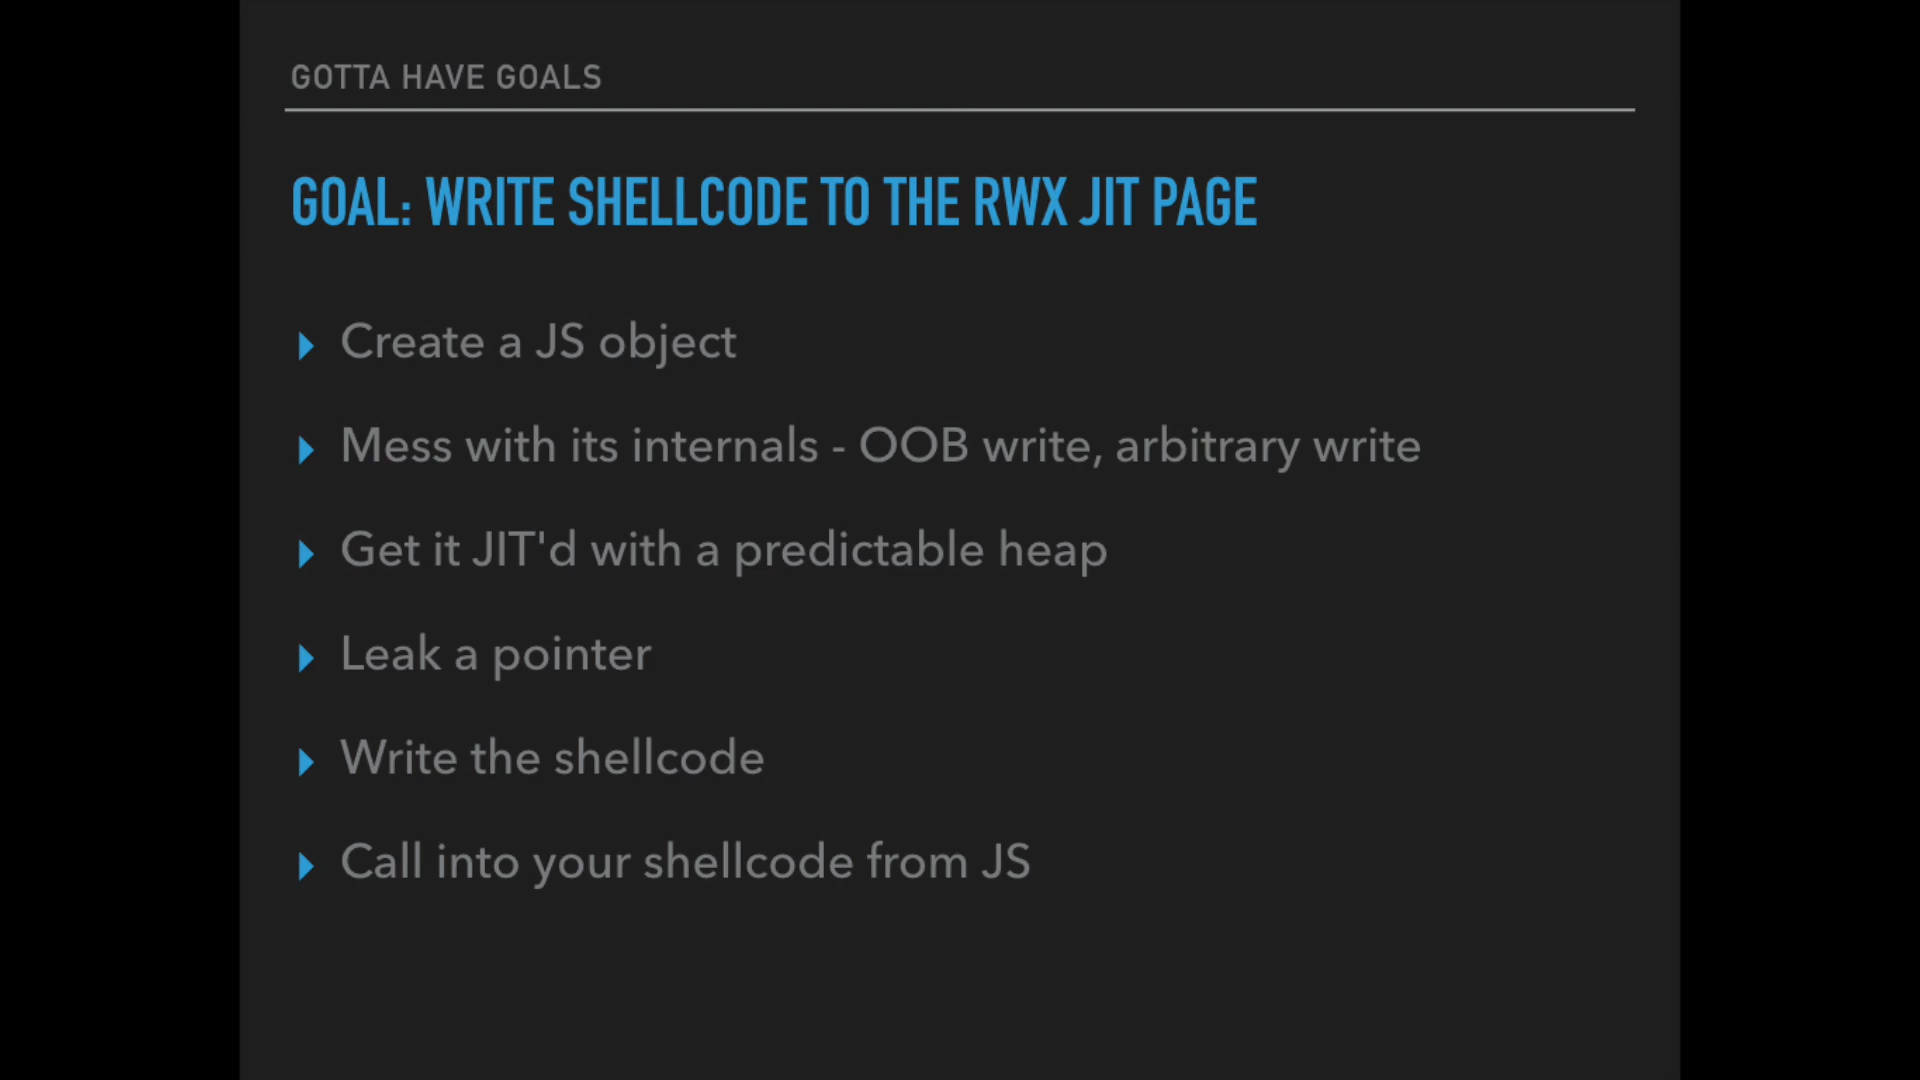 GOTTA HAVE GOALS
GOAL: WRITE SHELLCODE TO THE RWX JIT PAGE
Create a JS object
Mess with its internals - OOB write, arbitrary write
Get it JIT'd with a predictable heap
Leak a pointer
Write the shellcode
Call into your shellcode from JS